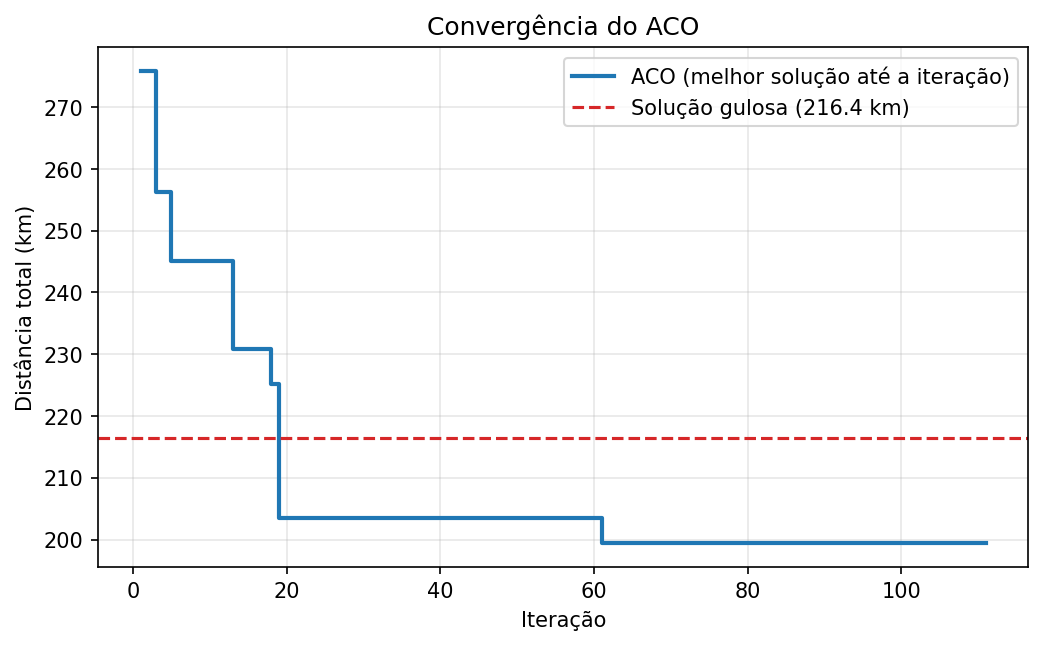 Convergência do ACO
ACO (melhor solução até a iteração)
Solução gulosa (216.4 km)
Distância total (km)
270
260
250
240
230
220
210
200
0 20 40 60 80 100
Iteração